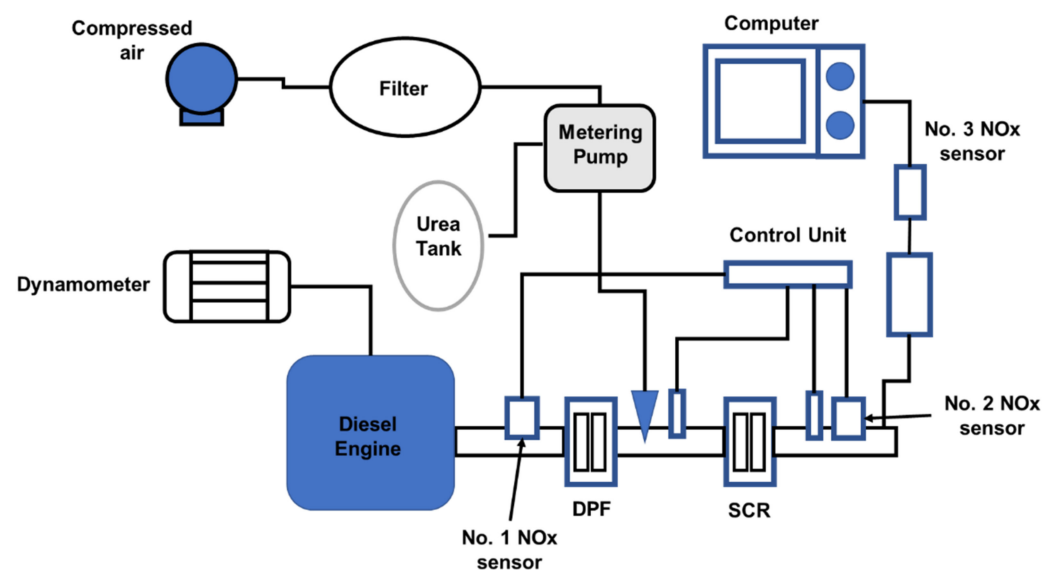 Compressed
air
Computer
Filter
Metering
Pump
No. 3 NOx
sensor
Urea
Tank
Control Unit
Dynamometer
Diesel
Engine
No. 2 NOx
sensor
DPF
SCR
No. 1 NOx
sensor